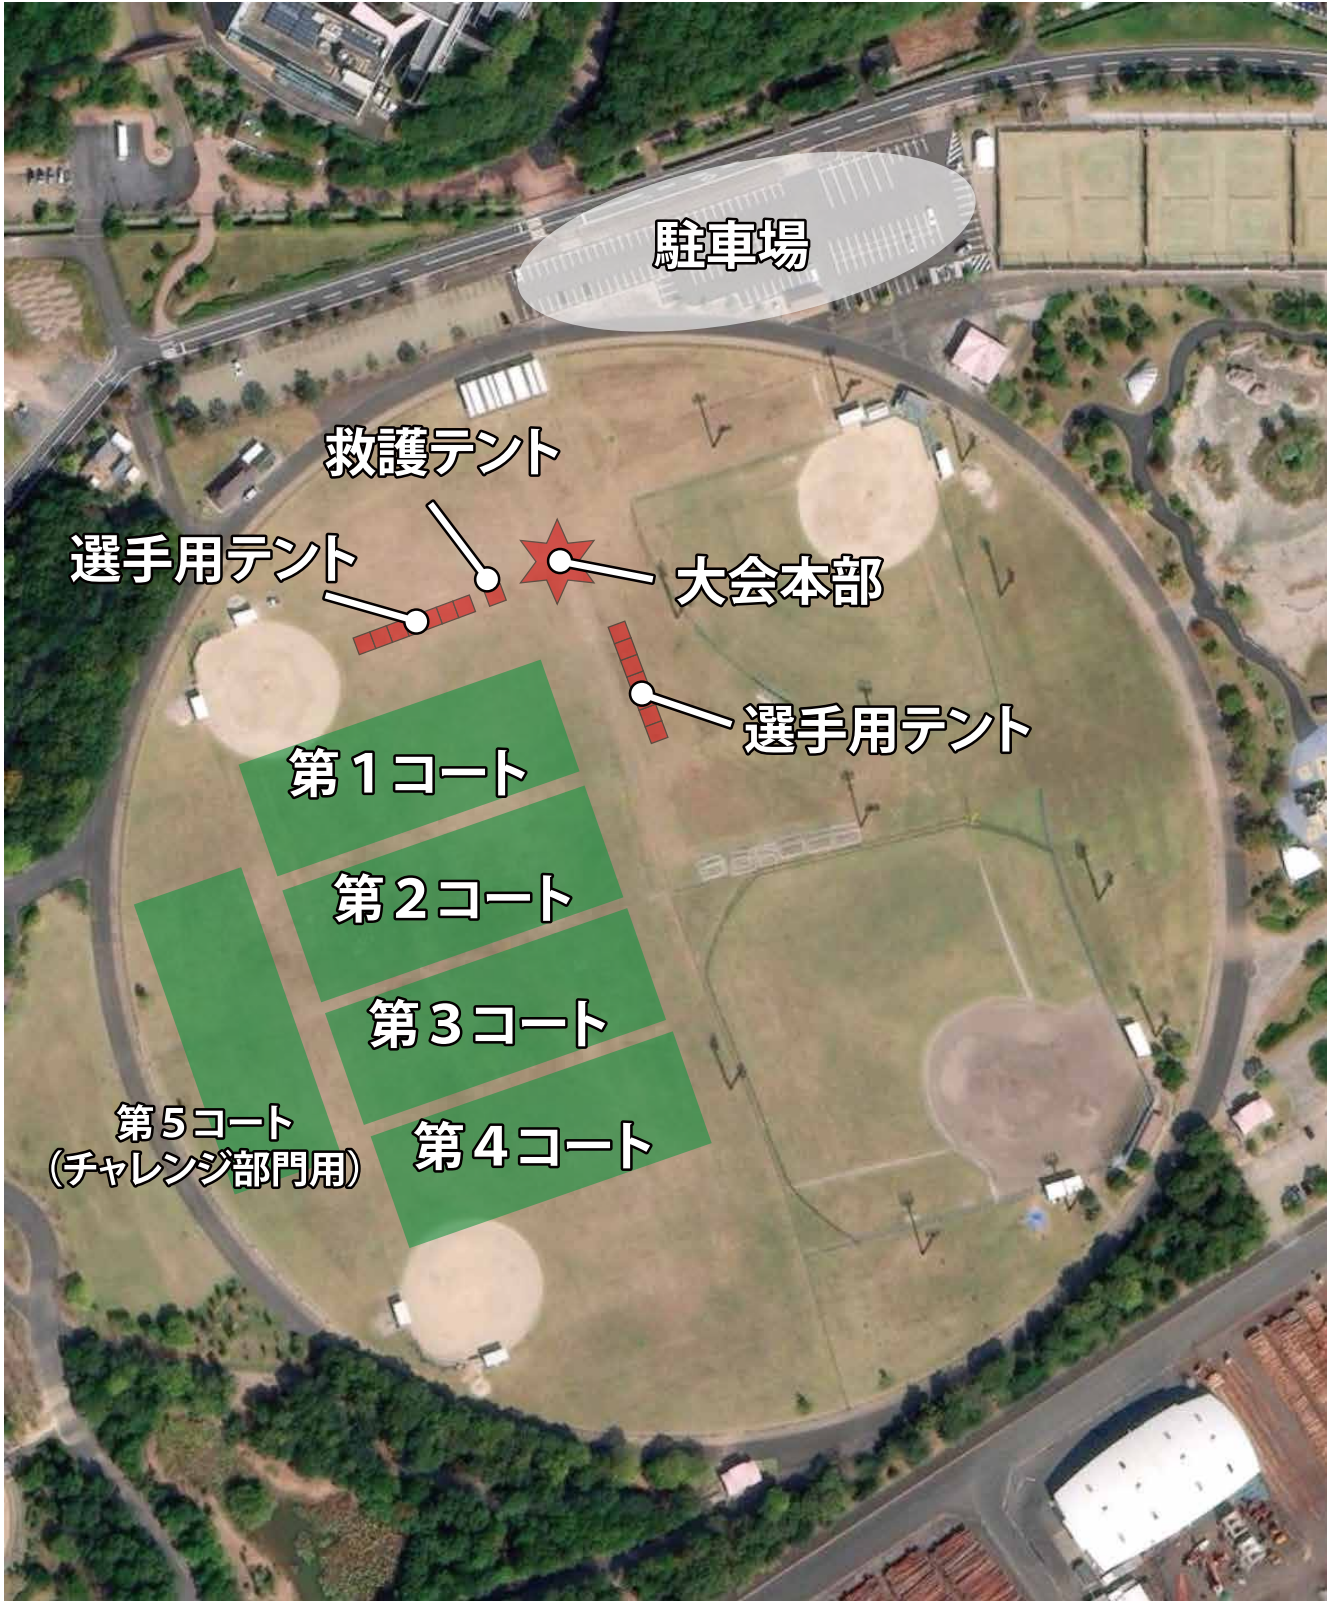 駐車場
救護テント
選手用テント
大会本部
選手用テント
第１コート
第２コート
第３コート
第４コート
第５コート
（チャレンジ部門用）